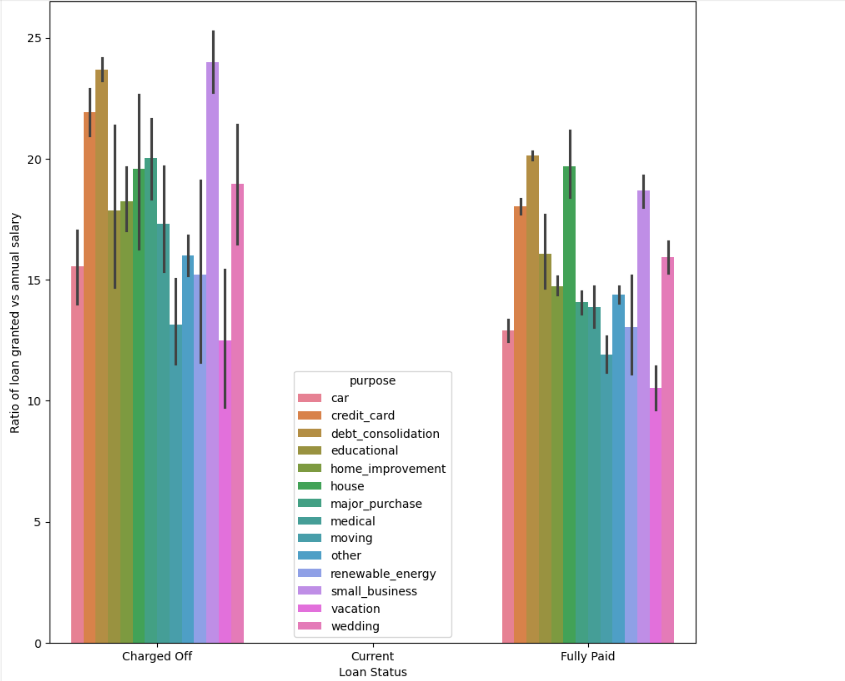 25
20
15
10
5
0
Ratio of loan granted vs annual salary
purpose
car
credit_card
debt_consolidation
educational
home_improvement
house
major_purchase
medical
moving
other
renewable_energy
small_business
vacation
wedding
Charged Off
Current
Fully Paid
Loan Status